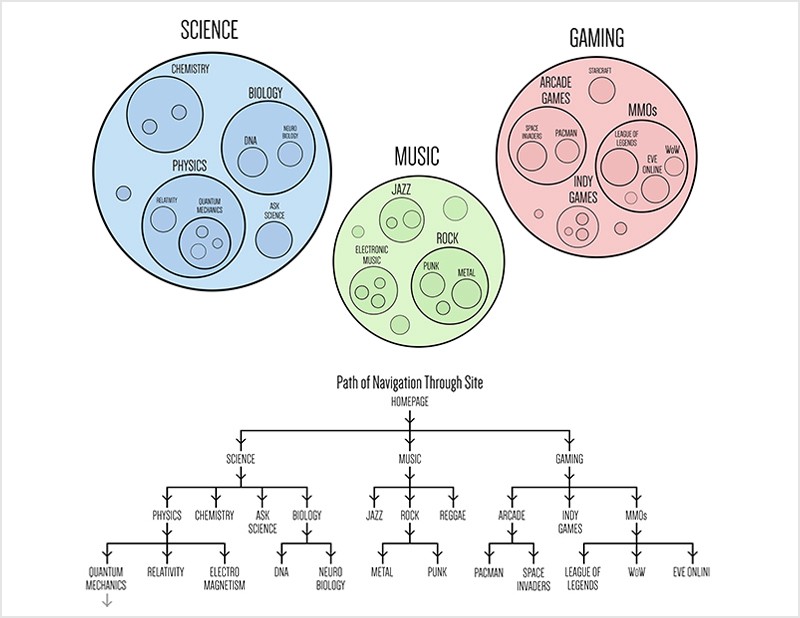 SCIENCE
CHEMISTRY
BIOLOGY
DNA
NEURO
BIOLOGY
PHYSICS
RELATIVITY
QUANTUM
MECHANICS
ASK
SCIENCE
MUSIC
JAZZ
ELECTRONIC
MUSIC
ROCK
PUNK
METAL
GAMING
STARCRAFT
ARCADE
GAMES
SPACE
INVADERS
PACMAN
MMOs
LEAGUE OF
LEGENDS
WoW
EVE
ONLINE
INDY
GAMES
Path of Navigation Through Site
HOMEPAGE
SCIENCE MUSIC GAMING
PHYSICS CHEMISTRY ASK BIOLOGY JAZZ ROCK REGGAE ARCADE INDY MMOs
SCIENCE GAMES
QUANTUM RELATIVITY ELECTRO DNA NEURO METAL PUNK PACMAN SPACE LEAGUE OF WoW EVE ONLINI
MECHANICS MAGNETISM BIOLOGY INVADERS LEGENDS